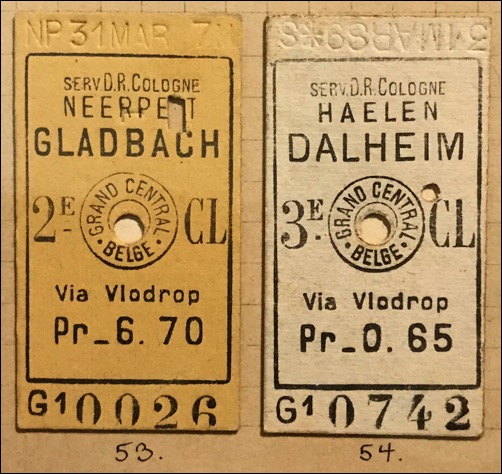 NP 31 MAR
SERV.D.R.COLOGNE
NEERPELT
GLADBACH
2E. CL
GRAND CENTRAL
• BELGE •
Via Vlodrop
Pr_6.70
G1 0026
53.
31MAR89
SERV.D.R.COLOGNE
HAELEN
DALHEIM
3E. CL
GRAND CENTRAL
• BELGE •
Via Vlodrop
Pr_0.65
G1 0742
54.